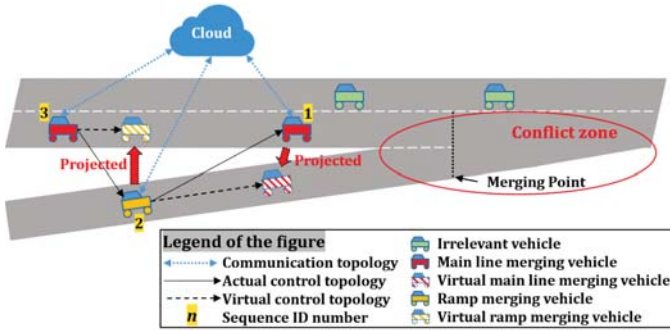 Cloud
3
1
Conflict zone
Projected
Projected
Merging Point
2
Legend of the figure
Communication topology
Actual control topology
Virtual control topology
n Sequence ID number
Irrelevant vehicle
Main line merging vehicle
Virtual main line merging vehicle
Ramp merging vehicle
Virtual ramp merging vehicle